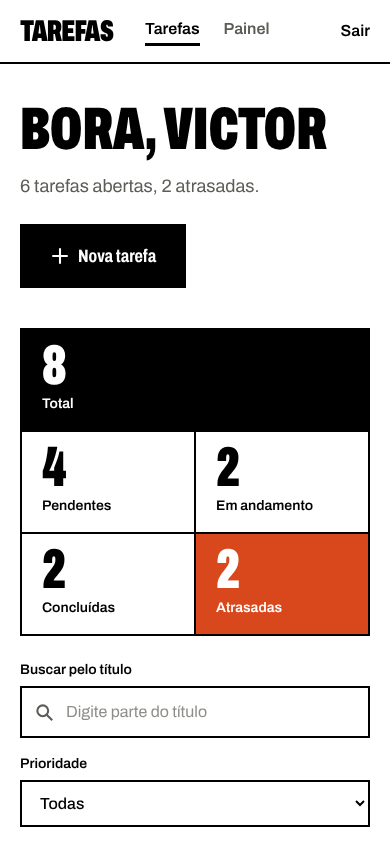 TAREFAS Tarefas Painel Sair
BORA, VICTOR
6 tarefas abertas, 2 atrasadas.
Nova tarefa
8
Total
4
Pendentes
2
Em andamento
2
Concluídas
2
Atrasadas
Buscar pelo título
Digite parte do título
Prioridade
Todas